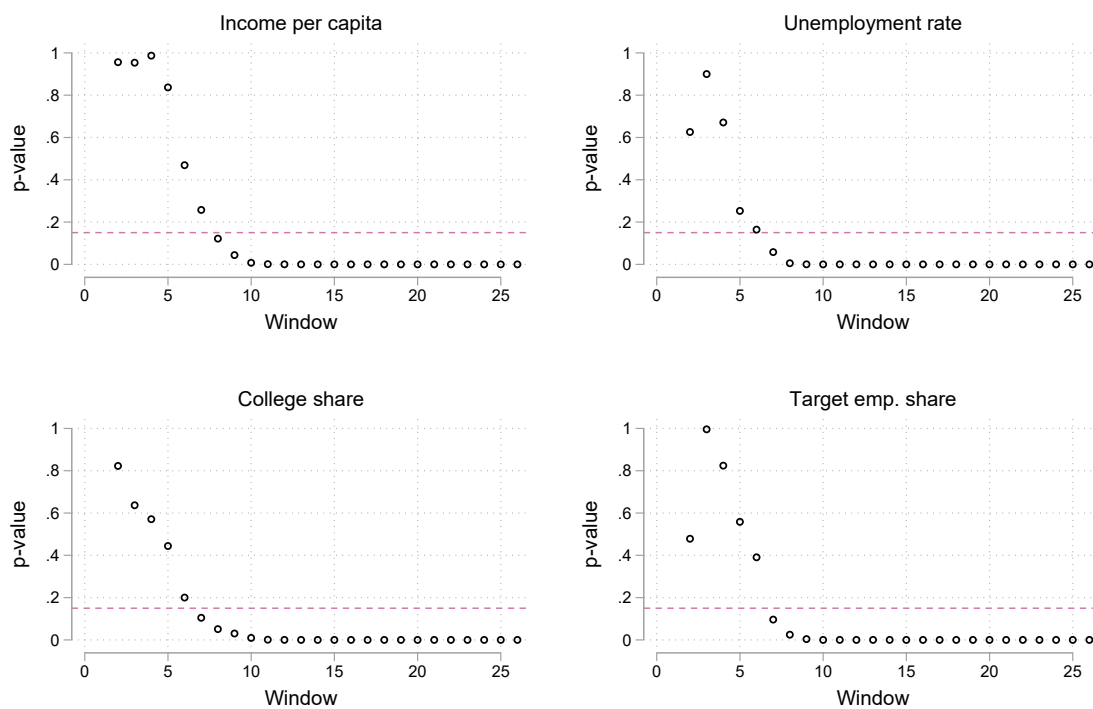 Income per capita
p-value
1
.8
.6
.4
.2
0
0 5 10 15 20 25
Window
Unemployment rate
p-value
1
.8
.6
.4
.2
0
0 5 10 15 20 25
Window
College share
p-value
1
.8
.6
.4
.2
0
0 5 10 15 20 25
Window
Target emp. share
p-value
1
.8
.6
.4
.2
0
0 5 10 15 20 25
Window